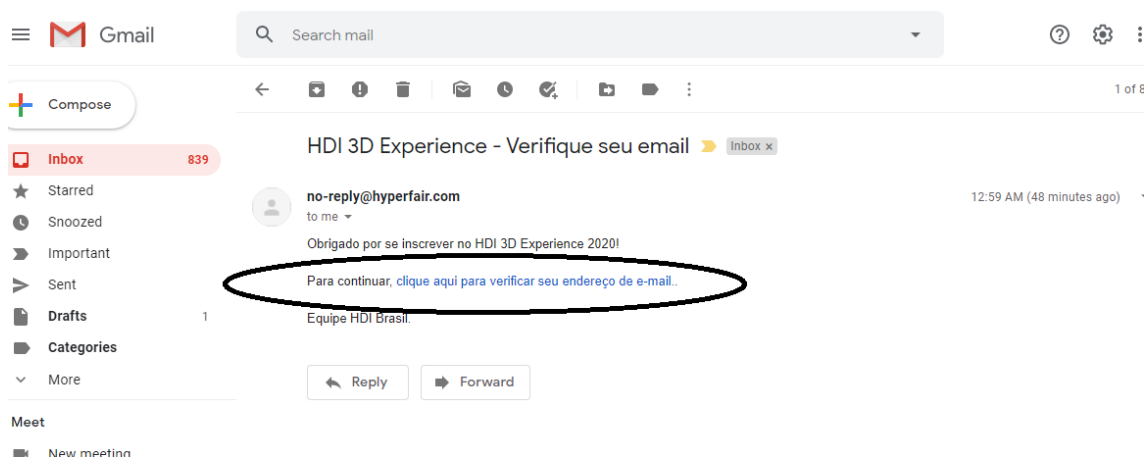 Gmail
Search mail
Compose
1 of 8
HDI 3D Experience - Verifique seu email
Inbox x
Inbox 839
no-reply@hyperfair.com
12:59 AM (48 minutes ago)
Starred
to me
Snoozed
Obrigado por se inscrever no HDI 3D Experience 2020!
Important
Para continuar, clique aqui para verificar seu endereço de e-mail..
Sent
Equipe HDI Brasil.
Drafts 1
Categories
More
Reply
Forward
Meet
New meeting